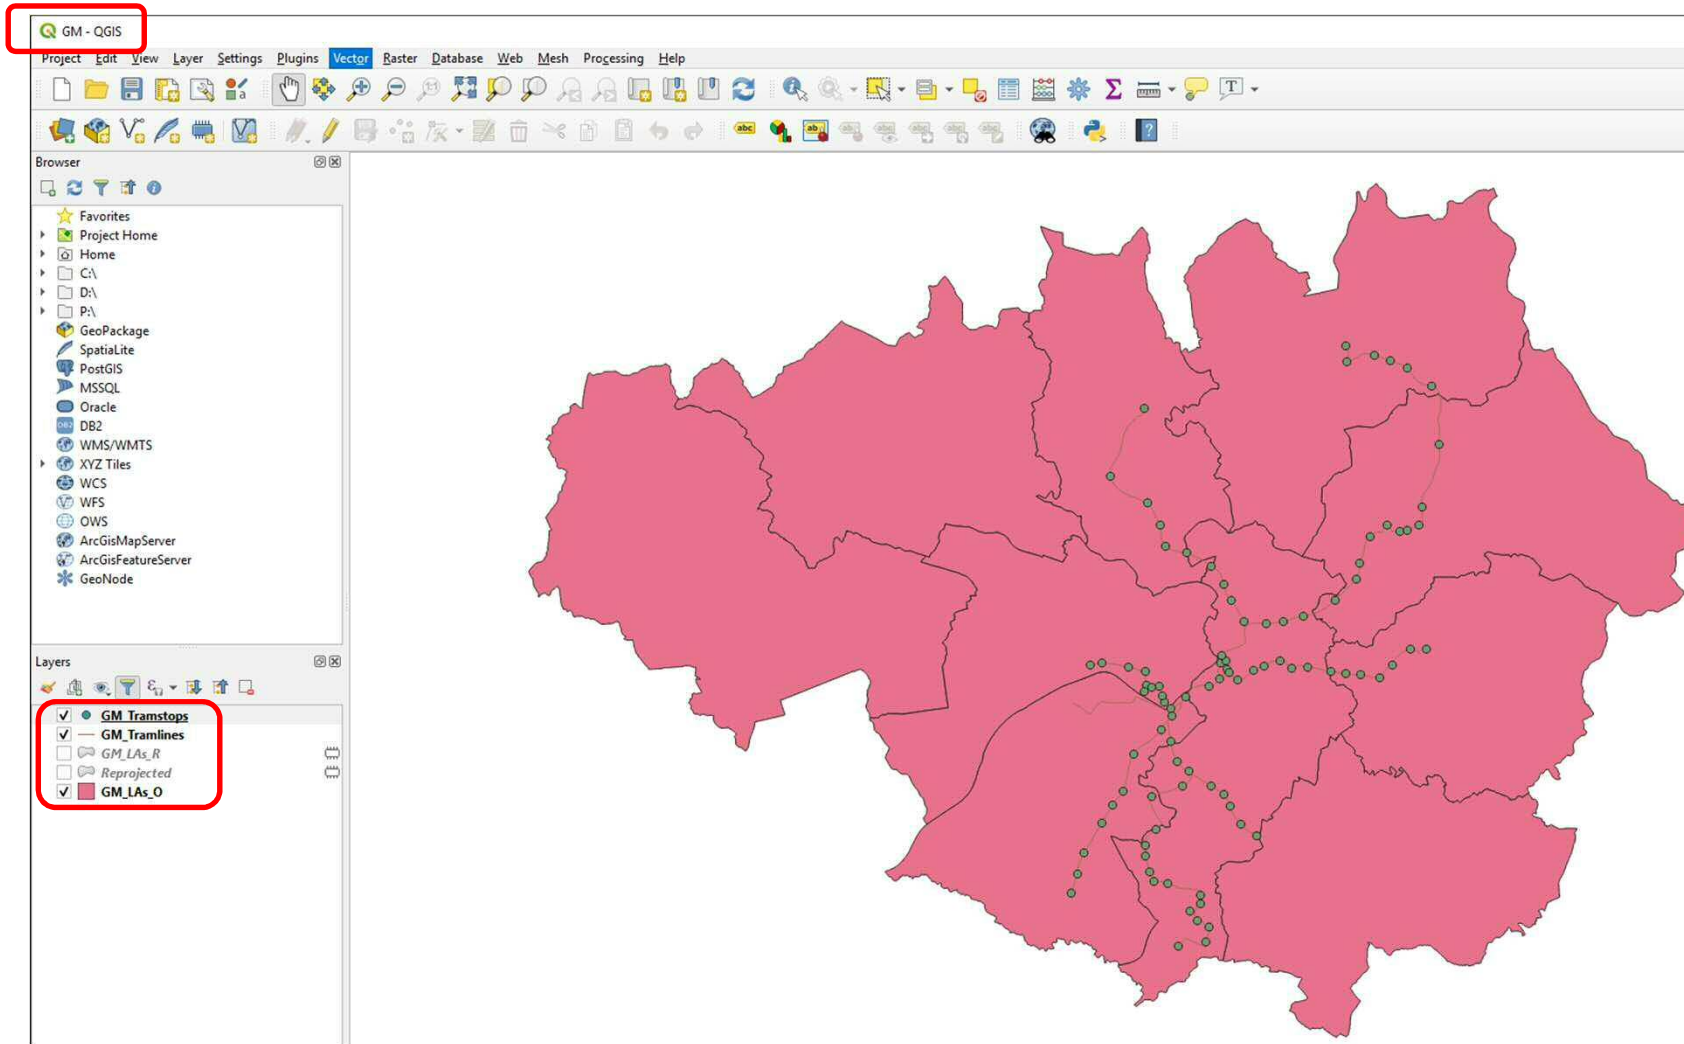 GM - QGIS
Project Edit View Layer Settings Plugins Vector Raster Database Web Mesh Processing Help
Browser
Favorites
Project Home
Home
C:\
D:\
P:\
GeoPackage
SpatiaLite
PostGIS
MSSQL
Oracle
DB2
WMS/WMTS
XYZ Tiles
WCS
WFS
OWS
ArcGisMapServer
ArcGisFeatureServer
GeoNode
Layers
GM_Tramstops
GM_Tramlines
GM_LAs_R
Reprojected
GM_LAs_O